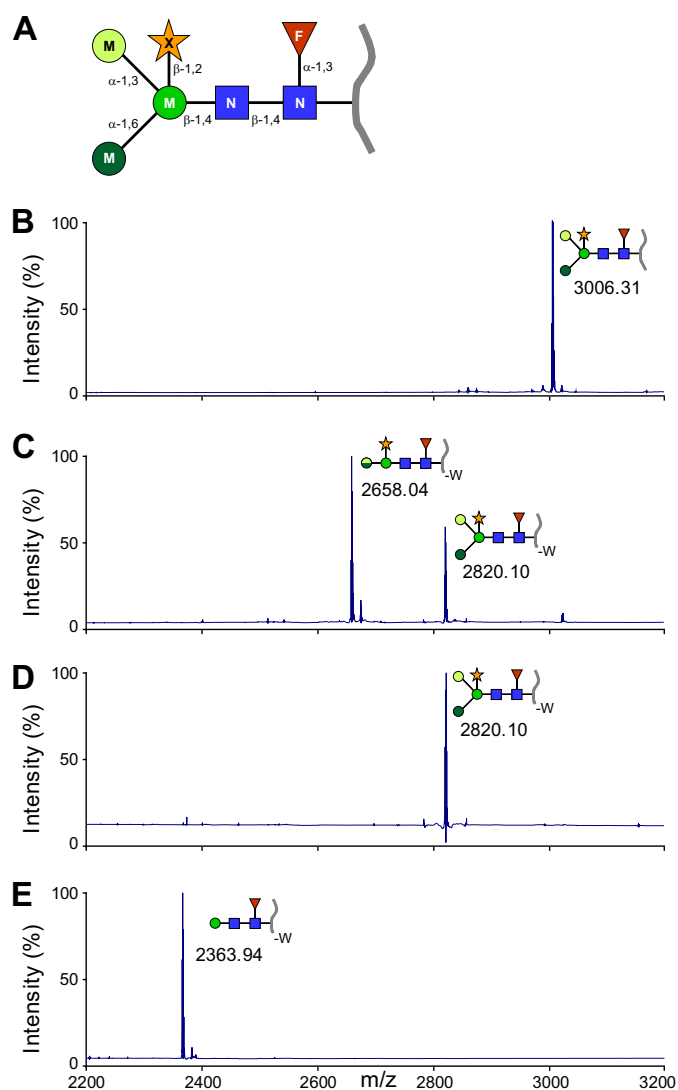 A
M
X
F
α-1,3
β-1,2
α-1,3
M
N
N
α-1,6
β-1,4
β-1,4
M
B
100
50
0
Intensity (%)
3006.31
C
100
50
0
Intensity (%)
-W
2658.04
-W
2820.10
D
100
50
0
Intensity (%)
-W
2820.10
E
100
50
0
Intensity (%)
-W
2363.94
2200 2400 2600 m/z 2800 3000 3200